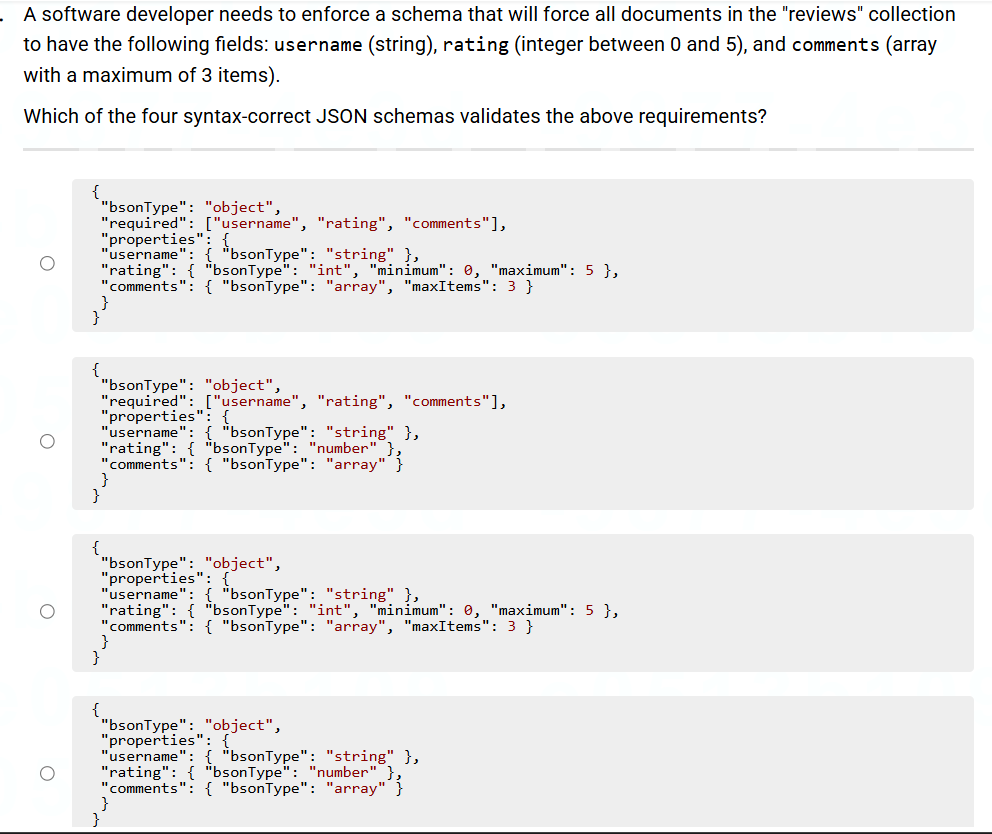 . A software developer needs to enforce a schema that will force all documents in the "reviews" collection
to have the following fields: username (string), rating (integer between 0 and 5), and comments (array
with a maximum of 3 items).
Which of the four syntax-correct JSON schemas validates the above requirements?
{
"bsonType": "object",
"required": ["username", "rating", "comments"],
"properties": {
"username": { "bsonType": "string" },
"rating": { "bsonType": "int", "minimum": 0, "maximum": 5 },
"comments": { "bsonType": "array", "maxItems": 3 }
}
}
{
"bsonType": "object",
"required": ["username", "rating", "comments"],
"properties": {
"username": { "bsonType": "string" },
"rating": { "bsonType": "number" },
"comments": { "bsonType": "array" }
}
}
{
"bsonType": "object",
"properties": {
"username": { "bsonType": "string" },
"rating": { "bsonType": "int", "minimum": 0, "maximum": 5 },
"comments": { "bsonType": "array", "maxItems": 3 }
}
}
{
"bsonType": "object",
"properties": {
"username": { "bsonType": "string" },
"rating": { "bsonType": "number" },
"comments": { "bsonType": "array" }
}
}